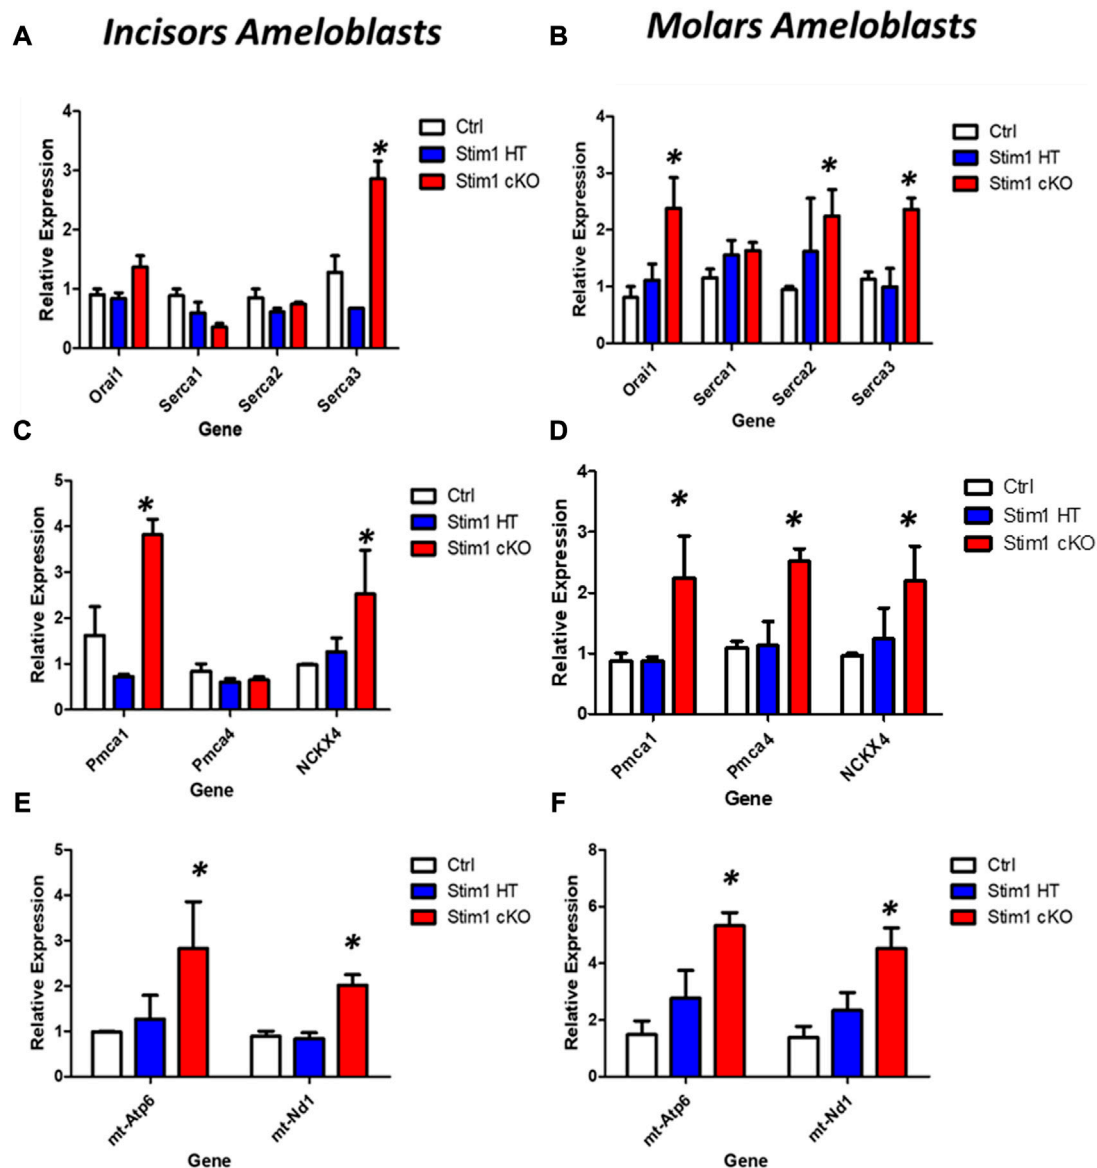 A
Incisors Ameloblasts
B
Molars Ameloblasts
Relative Expression
4
3
2
1
0
*
Ctrl
Stim1 HT
Stim1 cKO
Orai1
Serca1
Serca2
Serca3
Gene
Relative Expression
4
3
2
1
0
*
*
*
Ctrl
Stim1 HT
Stim1 cKO
Orai1
Serca1
Serca2
Serca3
Gene
C
Relative Expression
5
4
3
2
1
0
*
*
Ctrl
Stim1 HT
Stim1 cKO
Pmca1
Pmca4
NCKX4
Gene
D
Relative Expression
4
3
2
1
0
*
*
*
Ctrl
Stim1 HT
Stim1 cKO
Pmca1
Pmca4
NCKX4
Gene
E
Relative Expression
5
4
3
2
1
0
*
*
Ctrl
Stim1 HT
Stim1 cKO
mt-Atp6
mt-Nd1
Gene
F
Relative Expression
8
6
4
2
0
*
*
Ctrl
Stim1 HT
Stim1 cKO
mt-Atp6
mt-Nd1
Gene